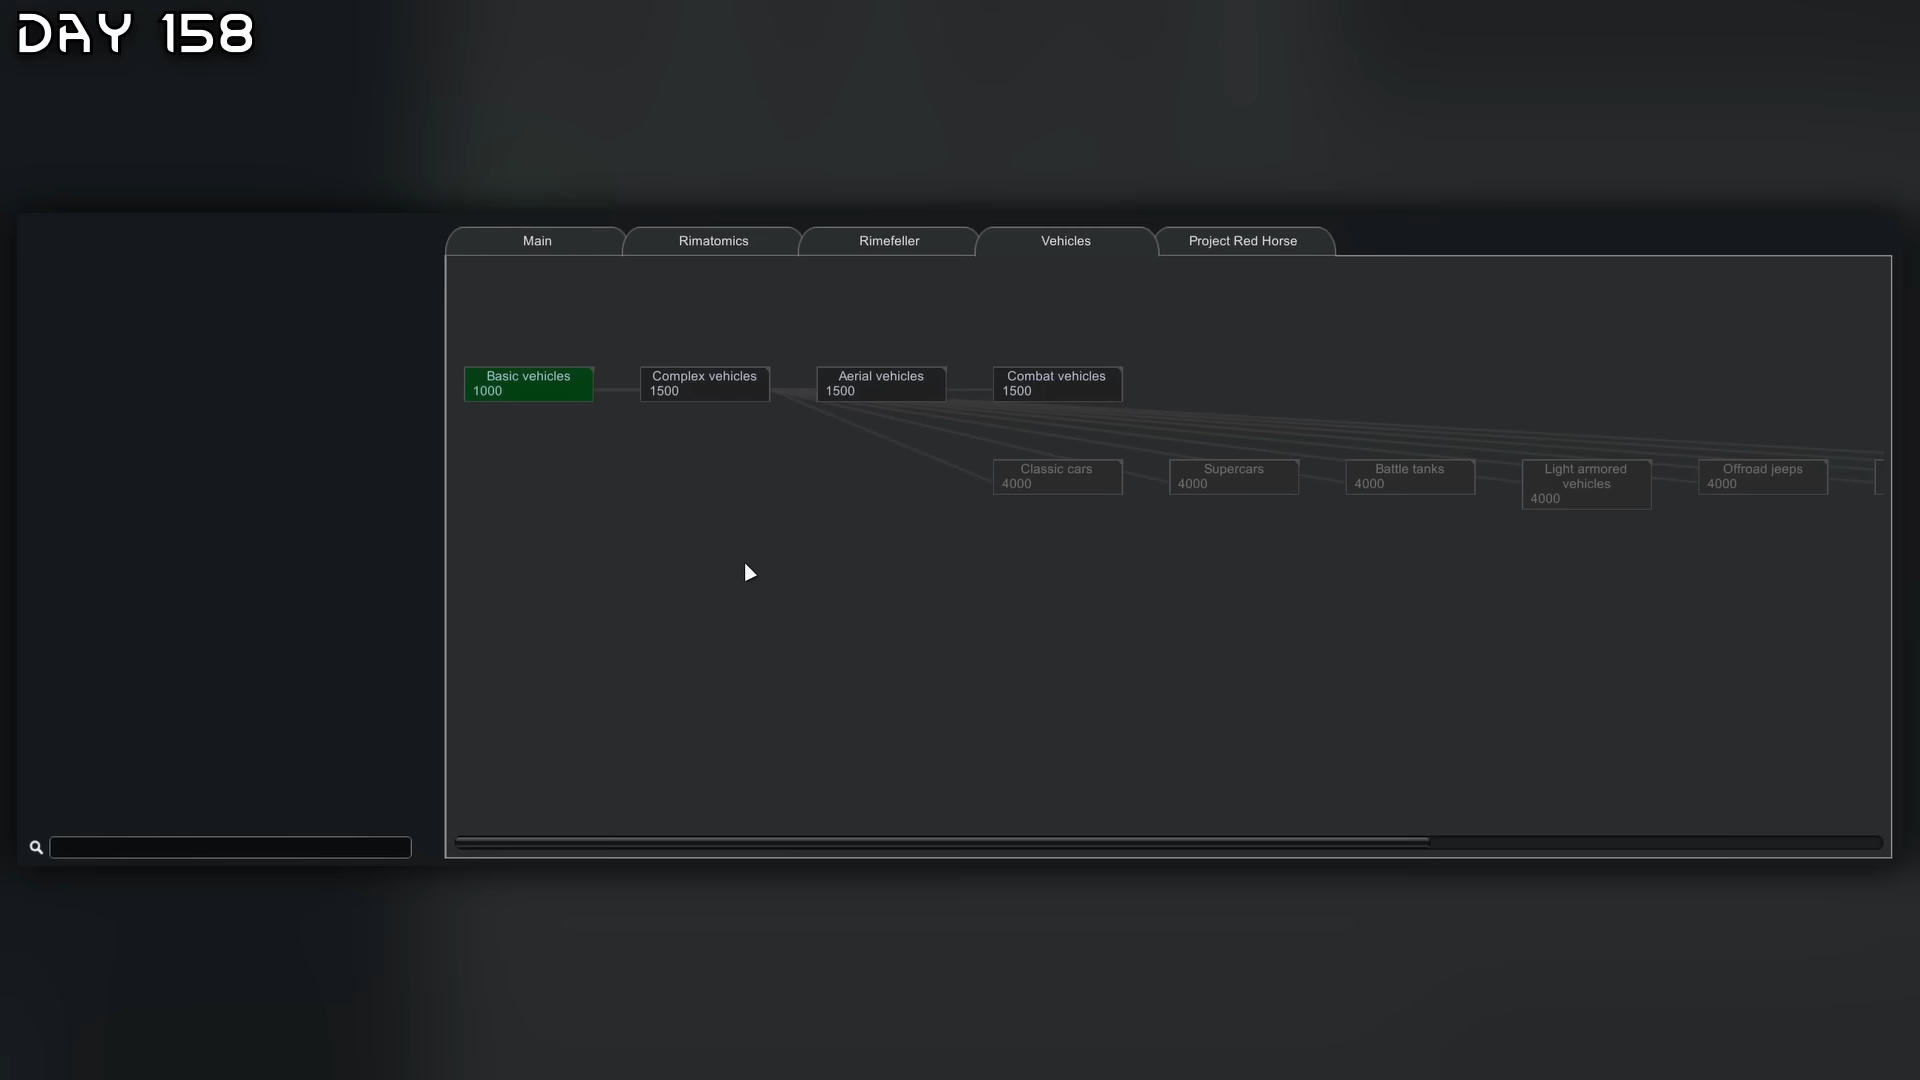 DAY 158
Main
Rimatomics
Rimefeller
Vehicles
Project Red Horse
Basic vehicles
1000
Complex vehicles
1500
Aerial vehicles
1500
Combat vehicles
1500
Classic cars
4000
Supercars
4000
Battle tanks
4000
Light armored
vehicles
4000
Offroad jeeps
4000